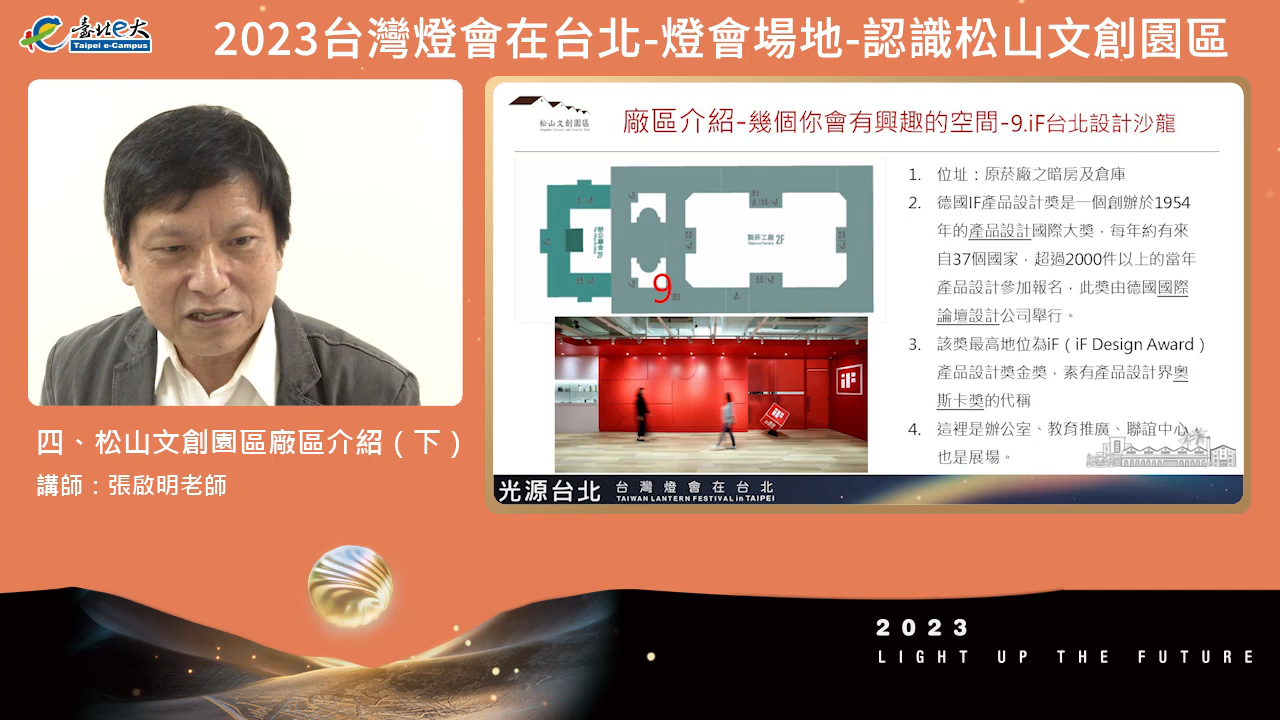 臺北e大
Taipei e-Campus
2023台灣燈會在台北-燈會場地-認識松山文創園區
松山文創園區
廠區介紹-幾個你會有興趣的空間-9.iF台北設計沙龍
辦公廳舍 2F
製菸工廠 2F
Tobacco Factory
9
iF
iF
1. 位址：原菸廠之暗房及倉庫
2. 德國IF產品設計獎是一個創辦於1954
年的產品設計國際大獎，每年約有來
自37個國家，超過2000件以上的當年
產品設計參加報名，此獎由德國國際
論壇設計公司舉行。
3. 該獎最高地位為iF（iF Design Award）
產品設計獎金獎，素有產品設計界奧
斯卡獎的代稱
4. 這裡是辦公室、教育推廣、聯誼中心，
也是展場。
光源台北 台灣燈會在台北
TAIWAN LANTERN FESTIVAL in TAIPEI
四、松山文創園區廠區介紹（下）
講師：張啟明老師
2023
LIGHT UP THE FUTURE